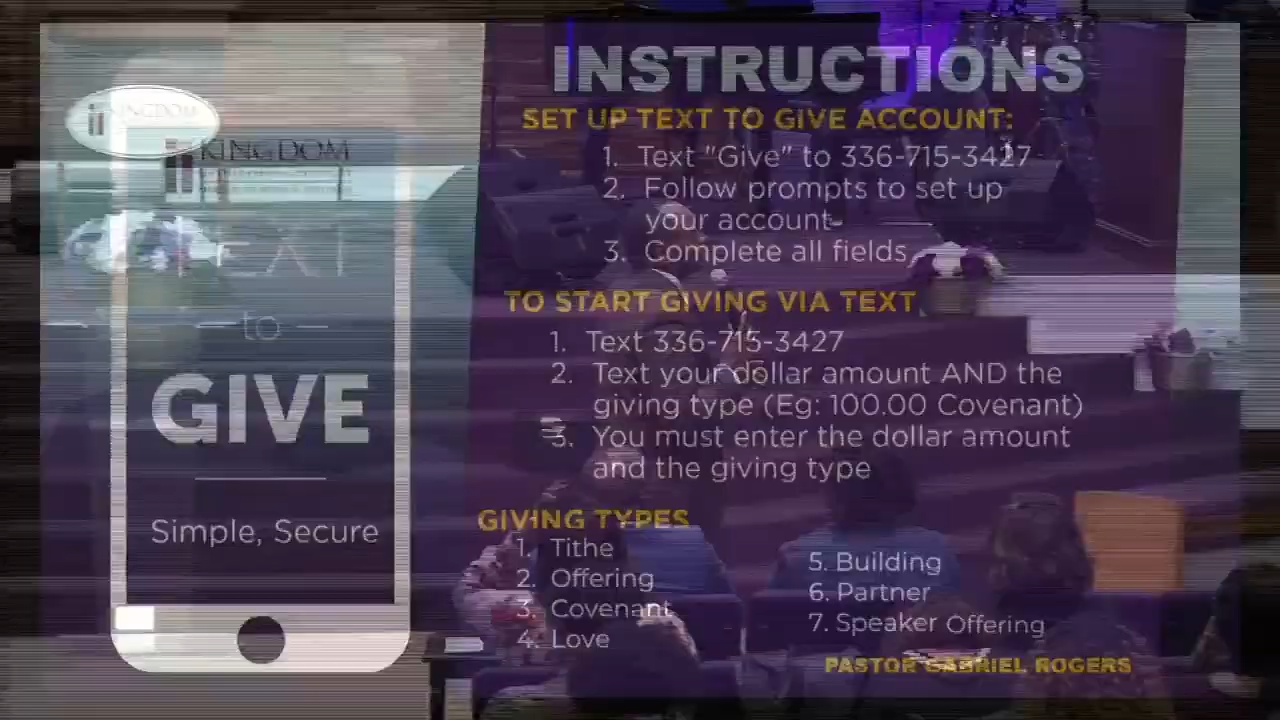 KINGDOM
KINGDOM
TEXT
to
GIVE
Simple, Secure
INSTRUCTIONS
SET UP TEXT TO GIVE ACCOUNT:
1. Text "Give" to 336-715-3427
2. Follow prompts to set up
your account
3. Complete all fields
TO START GIVING VIA TEXT
1. Text 336-715-3427
2. Text your dollar amount AND the
giving type (Eg: 100.00 Covenant)
3. You must enter the dollar amount
and the giving type
GIVING TYPES
1. Tithe
2. Offering
3. Covenant
4. Love
5. Building
6. Partner
7. Speaker Offering
PASTOR GABRIEL ROGERS